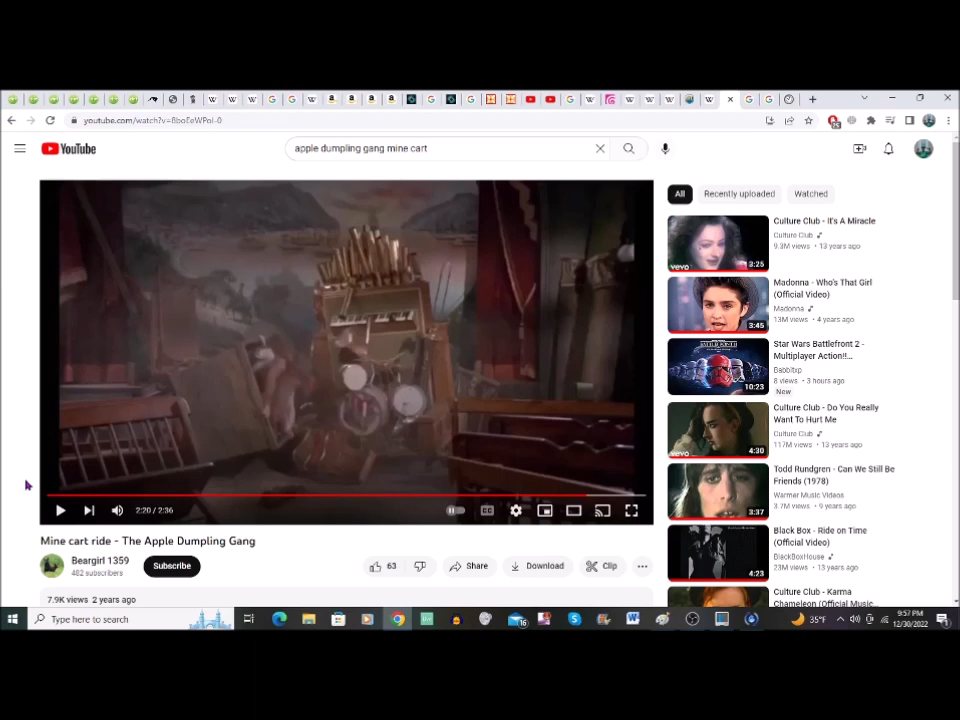 youtube.com/watch?v=8boEeWPoI-0
YouTube
apple dumpling gang mine cart
All
Recently uploaded
Watched
Culture Club - It's A Miracle
Culture Club
9.3M views • 13 years ago
vevo
3:25
Madonna - Who's That Girl
(Official Video)
Madonna
13M views • 4 years ago
3:45
Star Wars Battlefront 2 -
Multiplayer Action!!...
Babbitxp
8 views • 3 hours ago
New
10:23
Culture Club - Do You Really
Want To Hurt Me
Culture Club
117M views • 13 years ago
vevo
4:30
Todd Rundgren - Can We Still Be
Friends (1978)
Warner Music Videos
3.7M views • 9 years ago
3:37
Black Box - Ride on Time
(Official Video)
BlackBoxHouse
23M views • 13 years ago
4:23
Culture Club - Karma
Chameleon (Official Music...
2:20 / 2:36
CC
Mine cart ride - The Apple Dumpling Gang
Beargirl 1359
482 subscribers
Subscribe
63
Share
Download
Clip
7.9K views 2 years ago
Type here to search
16
35°F
9:57 PM
12/30/2022